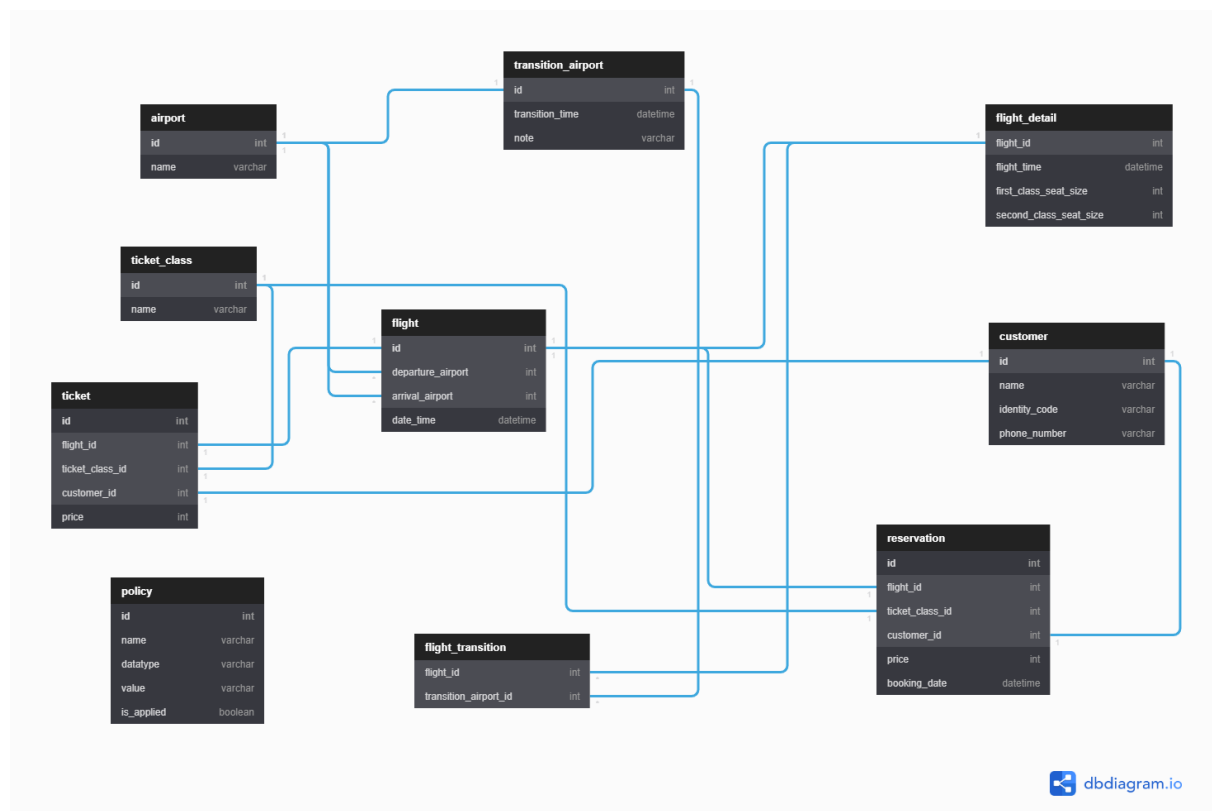 transition_airport
id int
transition_time datetime
note varchar
airport
id int
name varchar
flight_detail
flight_id int
flight_time datetime
first_class_seat_size int
second_class_seat_size int
ticket_class
id int
name varchar
flight
id int
departure_airport int
arrival_airport int
date_time datetime
customer
id int
name varchar
identity_code varchar
phone_number varchar
ticket
id int
flight_id int
ticket_class_id int
customer_id int
price int
reservation
id int
flight_id int
ticket_class_id int
customer_id int
price int
booking_date datetime
policy
id int
name varchar
datatype varchar
value varchar
is_applied boolean
flight_transition
flight_id int
transition_airport_id int
dbdiagram.io